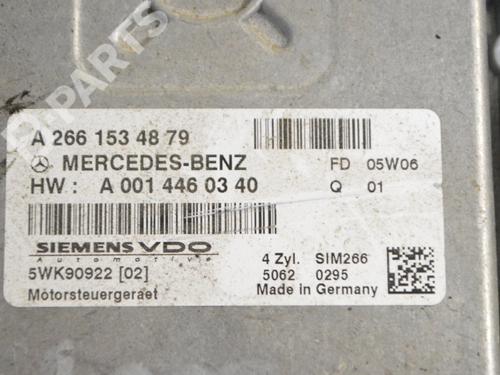 A 266 153 48 79
MERCEDES-BENZ FD 05W06
HW : A 001 446 03 40 Q 01
SIEMENS VDO
Automotive
5WK90922 [02] 4 Zyl. SIM266
5062 0295
Motorsteuergeraet Made in Germany
B-PARTS